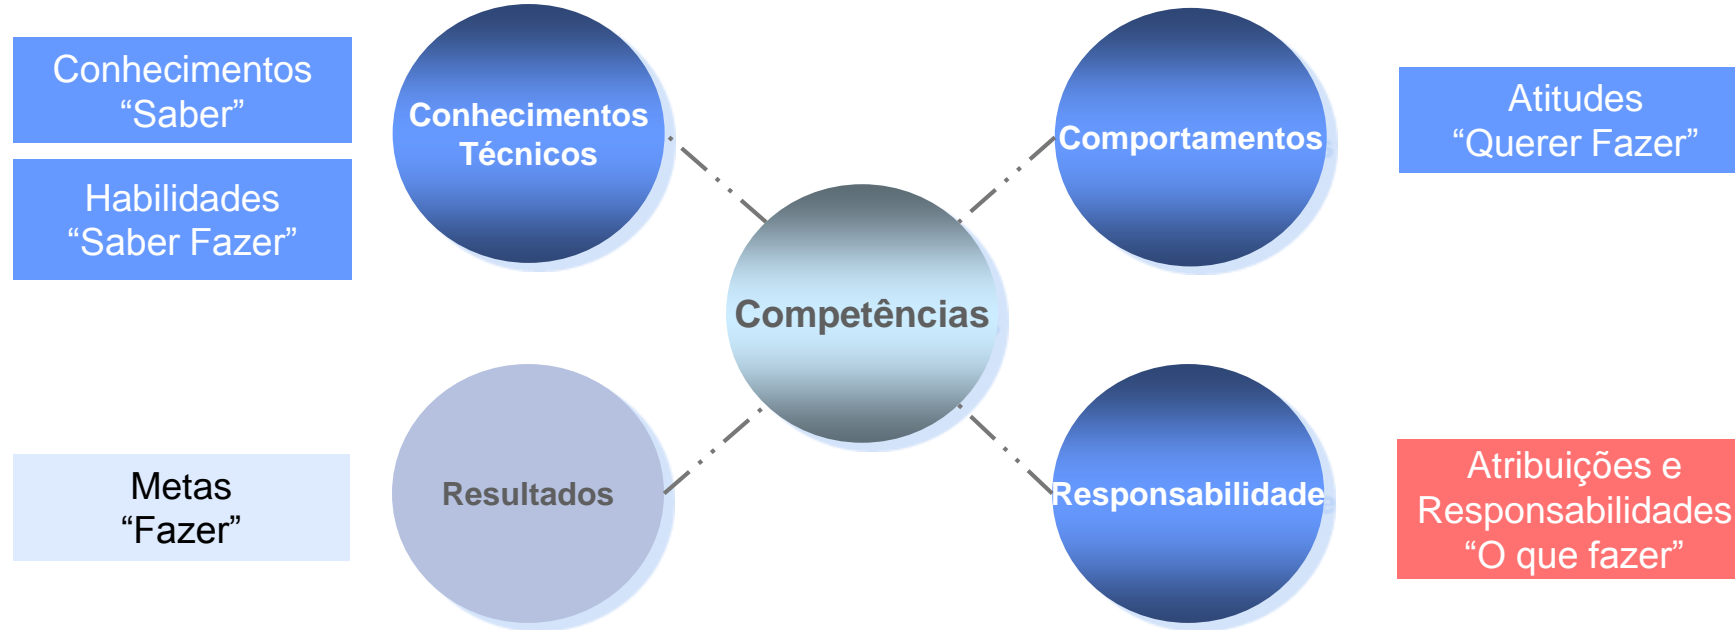 Conhecimentos
“Saber”
Habilidades
“Saber Fazer”
Conhecimentos
Técnicos
Comportamentos
Atitudes
“Querer Fazer”
Competências
Metas
“Fazer”
Resultados
Responsabilidade
Atribuições e
Responsabilidades
“O que fazer”